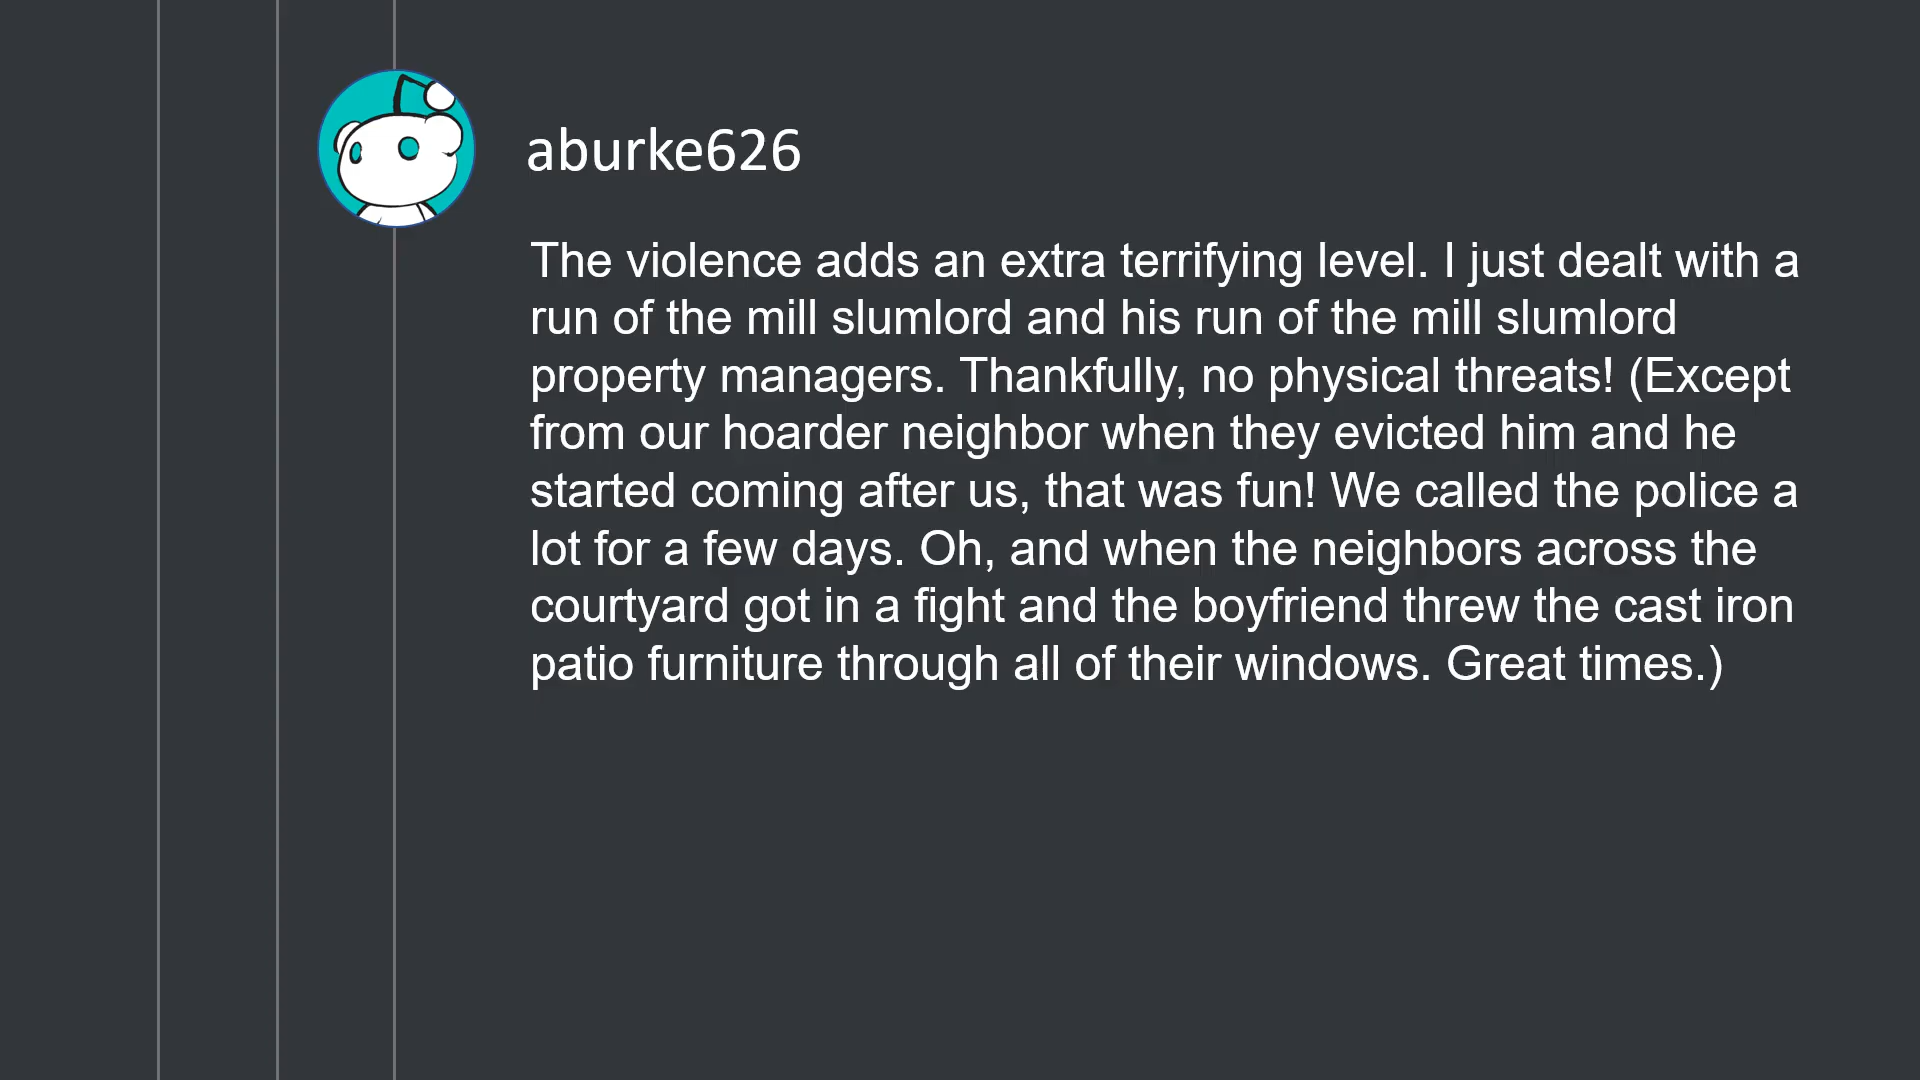 aburke626
The violence adds an extra terrifying level. I just dealt with a
run of the mill slumlord and his run of the mill slumlord
property managers. Thankfully, no physical threats! (Except
from our hoarder neighbor when they evicted him and he
started coming after us, that was fun! We called the police a
lot for a few days. Oh, and when the neighbors across the
courtyard got in a fight and the boyfriend threw the cast iron
patio furniture through all of their windows. Great times.)